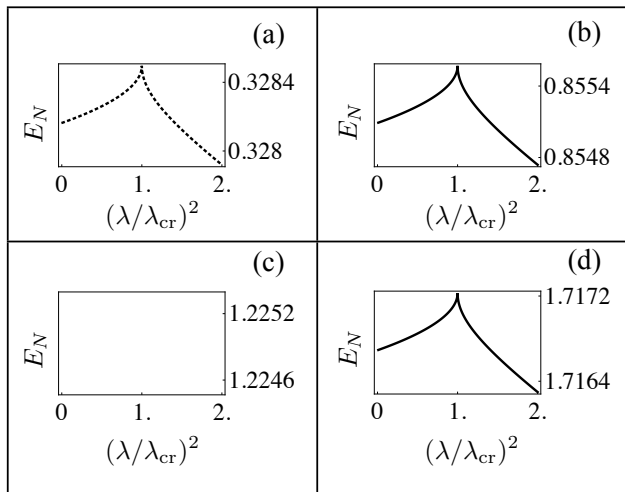 (a)
E_N
0.3284
0.328
0 1. 2.
(λ/λ_cr)^2
(b)
E_N
0.8554
0.8548
0 1. 2.
(λ/λ_cr)^2
(c)
E_N
1.2252
1.2246
0 1. 2.
(λ/λ_cr)^2
(d)
E_N
1.7172
1.7164
0 1. 2.
(λ/λ_cr)^2